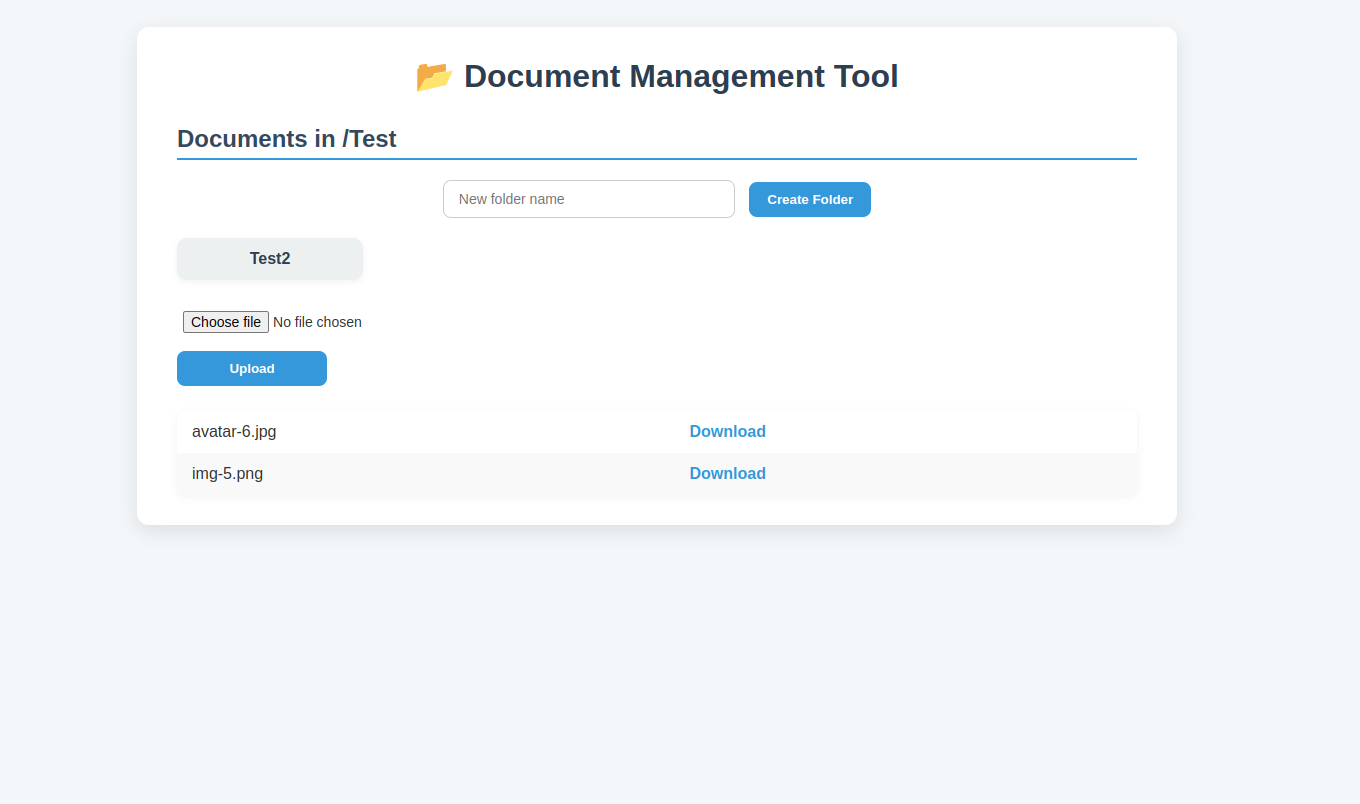 📂 Document Management Tool
Documents in /Test
New folder name Create Folder
Test2
Choose file No file chosen
Upload
avatar-6.jpg Download
img-5.png Download